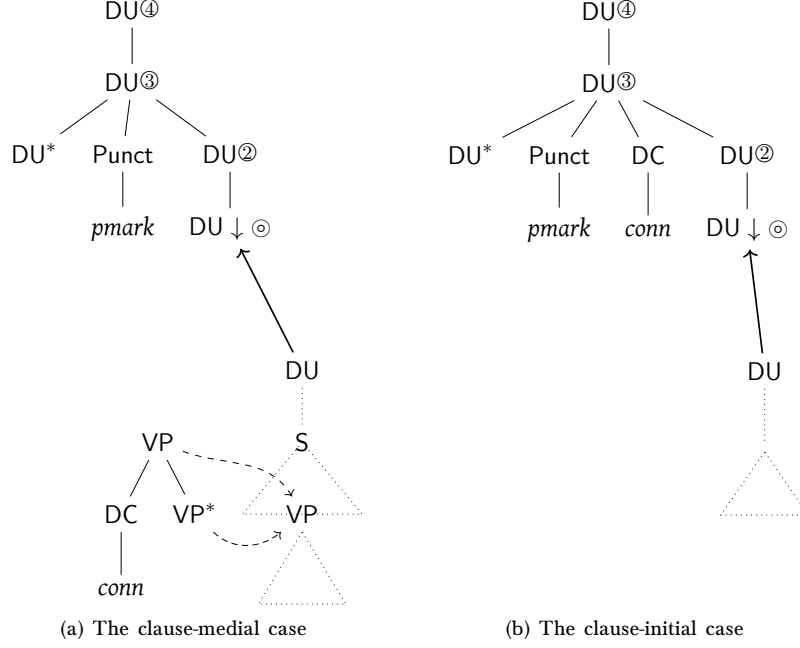 DU④ DU④
DU③ DU③
DU* Punct DU② DU* Punct DC DU②
pmark DU ↓ ⊚ pmark conn DU ↓ ⊚
DU DU
VP S
DC VP* VP
conn
(a) The clause-medial case (b) The clause-initial case